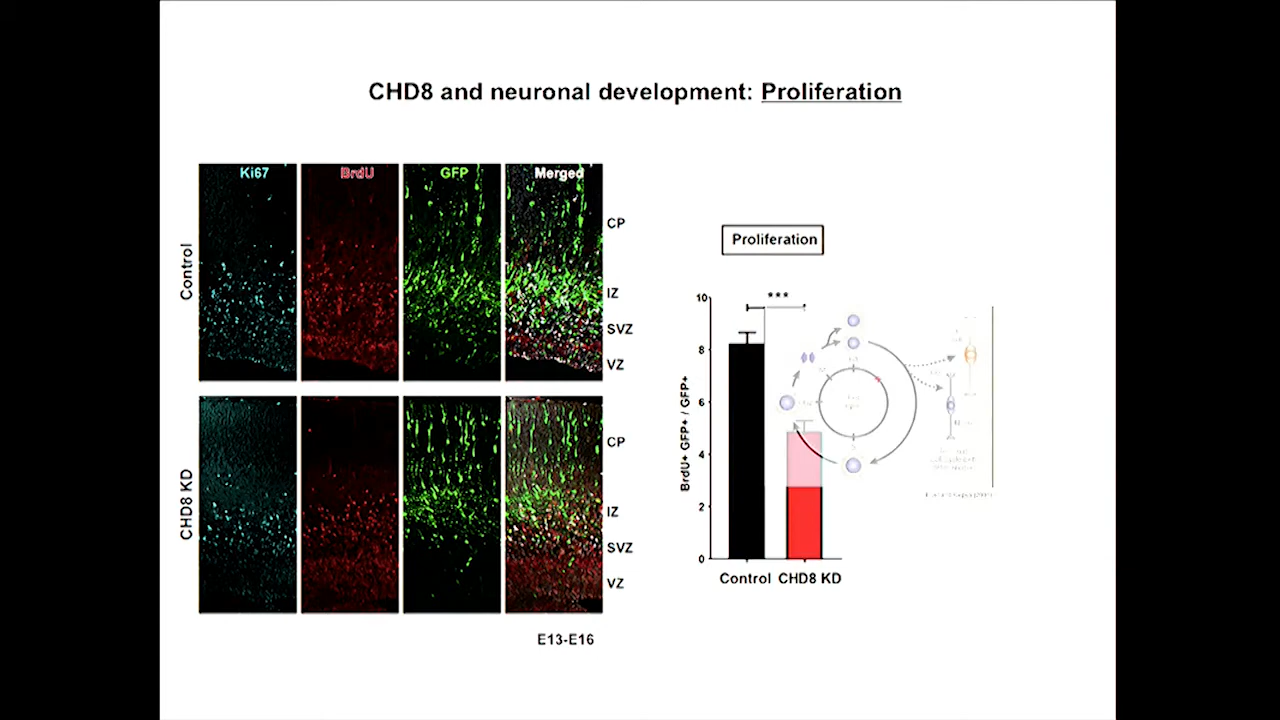 CHD8 and neuronal development: Proliferation
Ki67
BrdU
GFP
Merged
Control
CP
IZ
SVZ
VZ
CHD8 KD
CP
IZ
SVZ
VZ
E13-E16
Proliferation
***
BrdU+ GFP+ / GFP+
10
8
6
4
2
0
Control
CHD8 KD